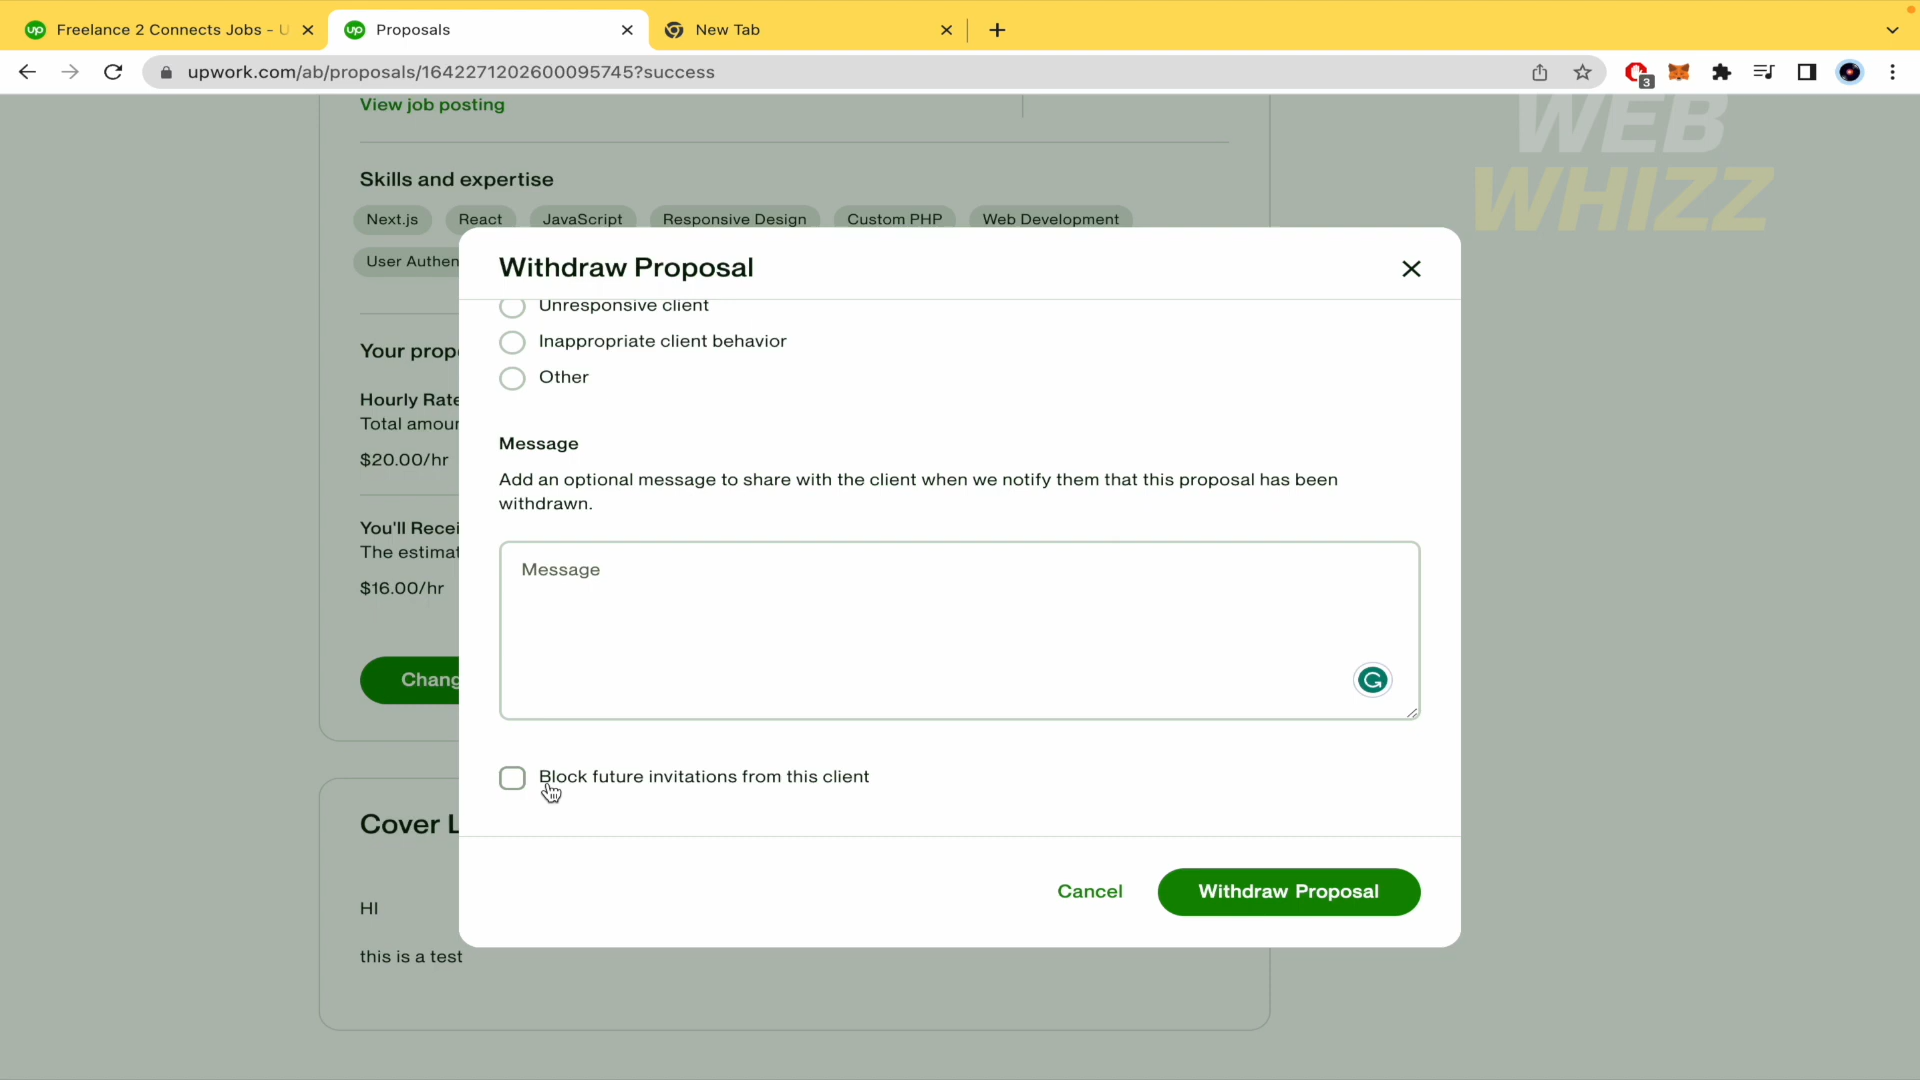 Freelance 2 Connects Jobs - U
Proposals
New Tab
upwork.com/ab/proposals/1642271202600095745?success
3
WEB
WHIZZ
View job posting
Skills and expertise
Next.js React JavaScript Responsive Design Custom PHP Web Development
User Authen
Withdraw Proposal
Unresponsive client
Inappropriate client behavior
Other
Your prop
Hourly Rate
Total amour
$20.00/hr
Message
Add an optional message to share with the client when we notify them that this proposal has been
withdrawn.
Message
You'll Recei
The estimat
$16.00/hr
Chang
Block future invitations from this client
Cover L
Cancel
Withdraw Proposal
HI
this is a test